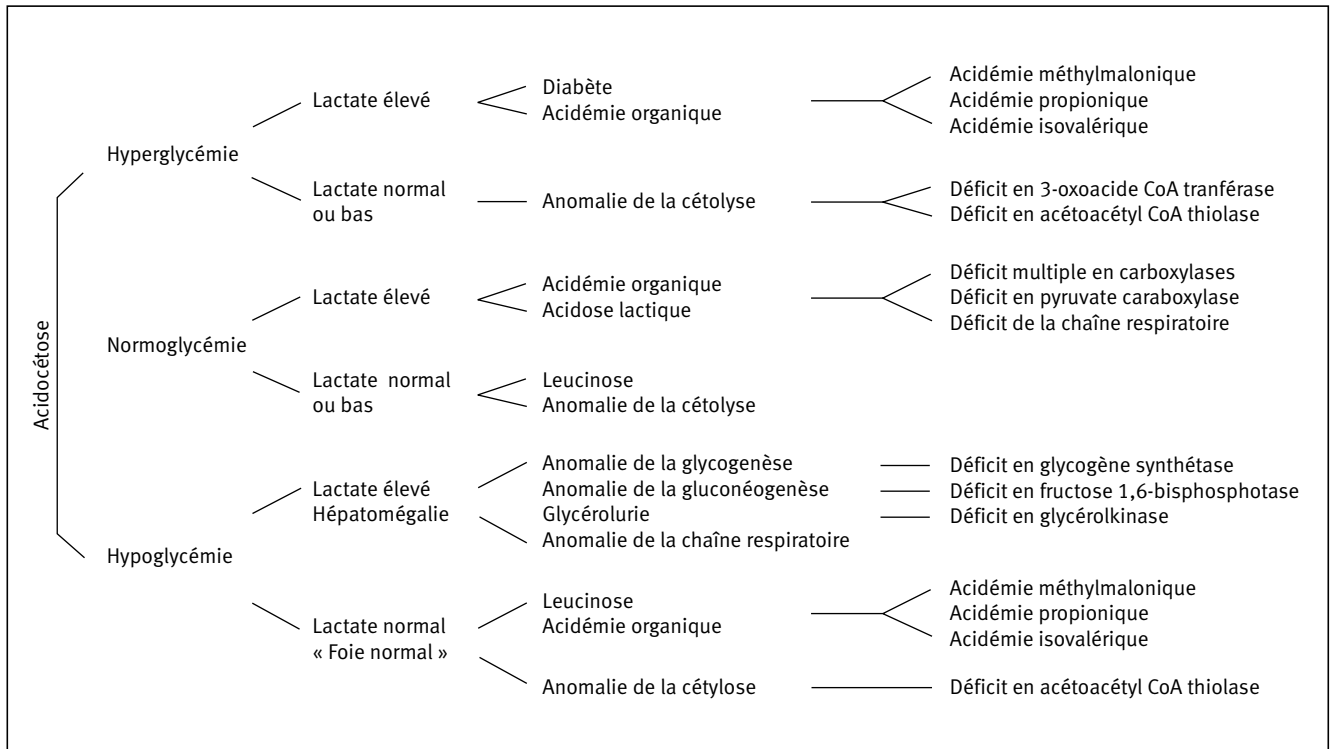 Acidocétose
Hyperglycémie
Lactate élevé
Diabète
Acidémie organique
Acidémie méthylmalonique
Acidémie propionique
Acidémie isovalérique
Lactate normal
ou bas
Anomalie de la cétolyse
Déficit en 3-oxoacide CoA tranférase
Déficit en acétoacétyl CoA thiolase
Normoglycémie
Lactate élevé
Acidémie organique
Acidose lactique
Déficit multiple en carboxylases
Déficit en pyruvate caraboxylase
Déficit de la chaîne respiratoire
Lactate normal
ou bas
Leucinose
Anomalie de la cétolyse
Hypoglycémie
Lactate élevé
Hépatomégalie
Anomalie de la glycogenèse
Déficit en glycogène synthétase
Anomalie de la gluconéogenèse
Déficit en fructose 1,6-bisphosphotase
Glycérolurie
Déficit en glycérolkinase
Anomalie de la chaîne respiratoire
Lactate normal
« Foie normal »
Leucinose
Acidémie organique
Acidémie méthylmalonique
Acidémie propionique
Acidémie isovalérique
Anomalie de la cétylose
Déficit en acétoacétyl CoA thiolase